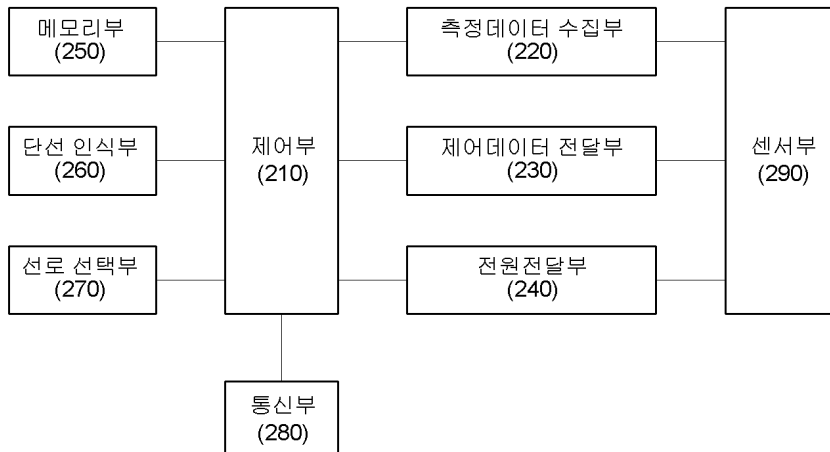 메모리부
(250)
측정데이터 수집부
(220)
단선 인식부
(260)
제어부
(210)
제어데이터 전달부
(230)
센서부
(290)
선로 선택부
(270)
전원전달부
(240)
통신부
(280)